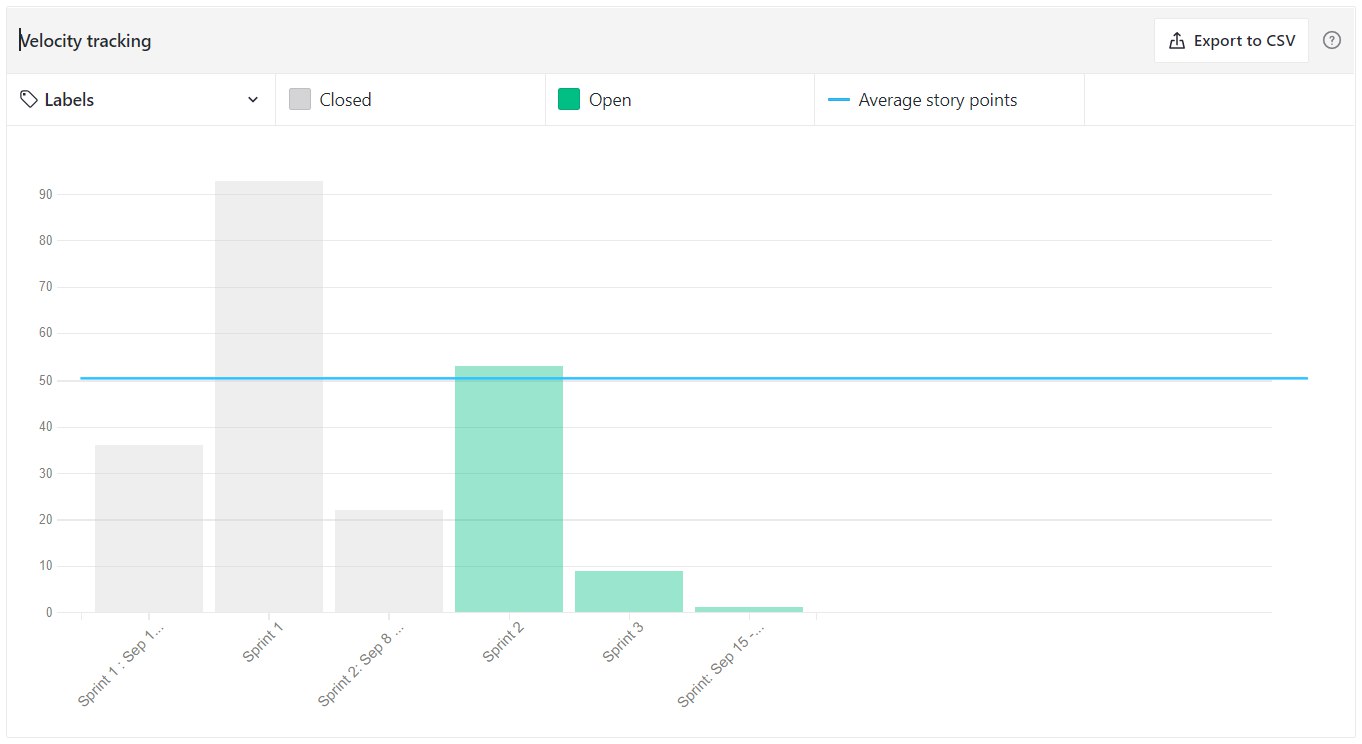 Velocity tracking
Export to CSV
?
Labels
Closed
Open
Average story points
90
80
70
60
50
40
30
20
10
0
Sprint 1 : Sep 1...
Sprint 1
Sprint 2: Sep 8 ...
Sprint 2
Sprint 3
Sprint: Sep 15 -...